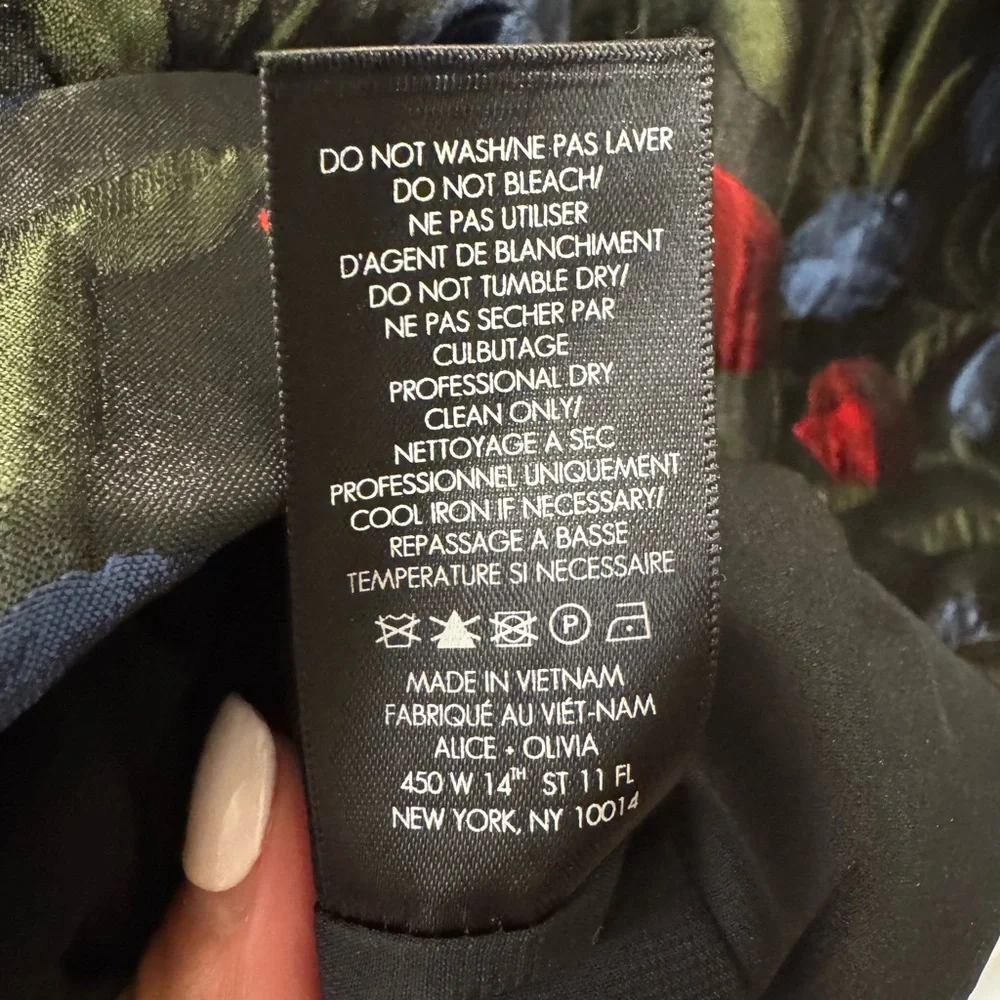 DO NOT WASH/NE PAS LAVER
DO NOT BLEACH/
NE PAS UTILISER
D'AGENT DE BLANCHIMENT
DO NOT TUMBLE DRY/
NE PAS SECHER PAR
CULBUTAGE
PROFESSIONAL DRY
CLEAN ONLY/
NETTOYAGE A SEC
PROFESSIONNEL UNIQUEMENT
COOL IRON IF NECESSARY/
REPASSAGE A BASSE
TEMPERATURE SI NECESSAIRE
P
MADE IN VIETNAM
FABRIQUÉ AU VIÊT-NAM
ALICE + OLIVIA
450 W 14TH ST 11 FL
NEW YORK, NY 10014